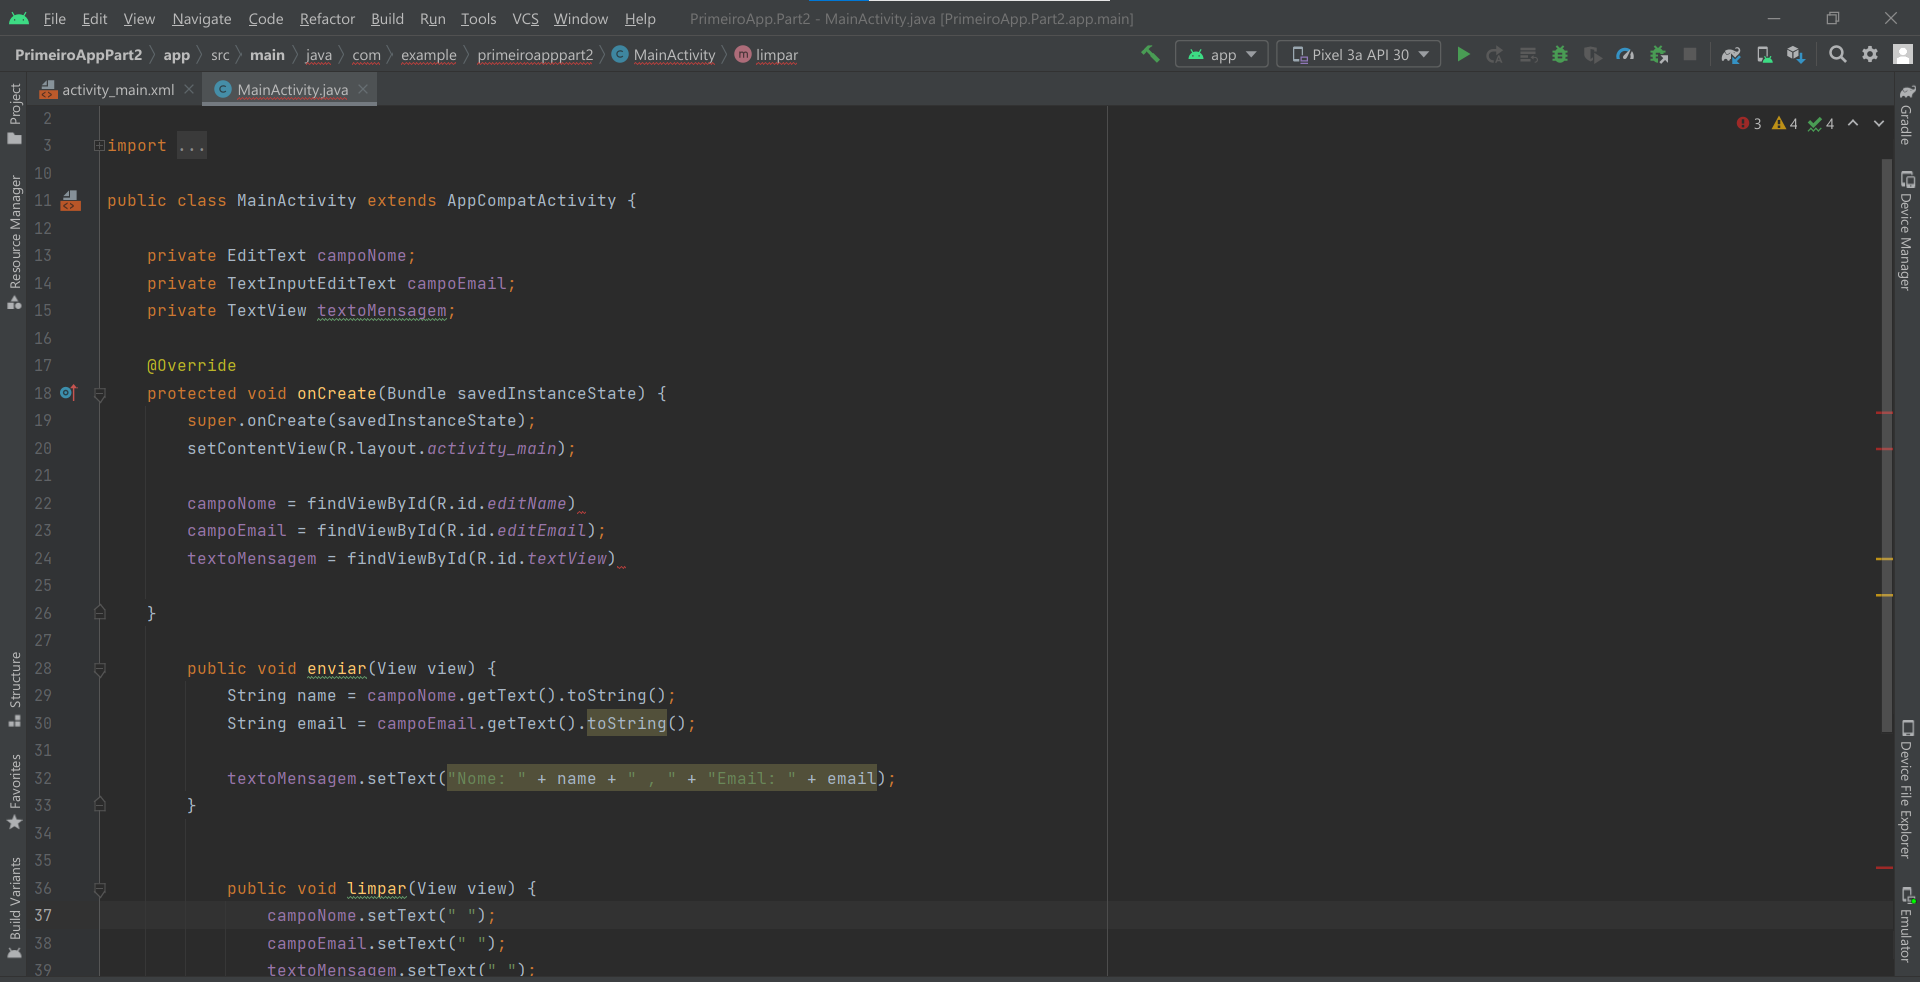 File Edit View Navigate Code Refactor Build Run Tools VCS Window Help PrimeiroApp.Part2 - MainActivity.java [PrimeiroApp.Part2.app.main]
PrimeiroAppPart2 app src main java com example primeiroapppart2 MainActivity limpar app Pixel 3a API 30
activity_main.xml MainActivity.java
3 4 4
Project
Resource Manager
Structure
Favorites
Build Variants
2
3 import ...
10
11 public class MainActivity extends AppCompatActivity {
12
13 private EditText campoNome;
14 private TextInputEditText campoEmail;
15 private TextView textoMensagem;
16
17 @Override
18 protected void onCreate(Bundle savedInstanceState) {
19 super.onCreate(savedInstanceState);
20 setContentView(R.layout.activity_main);
21
22 campoNome = findViewById(R.id.editName)
23 campoEmail = findViewById(R.id.editEmail);
24 textoMensagem = findViewById(R.id.textView)
25
26 }
27
28 public void enviar(View view) {
29 String name = campoNome.getText().toString();
30 String email = campoEmail.getText().toString();
31
32 textoMensagem.setText("Nome: " + name + " , " + "Email: " + email);
33 }
34
35
36 public void limpar(View view) {
37 campoNome.setText(" ");
38 campoEmail.setText(" ");
39 textoMensagem.setText(" ");
Gradle
Device Manager
Device File Explorer
Emulator